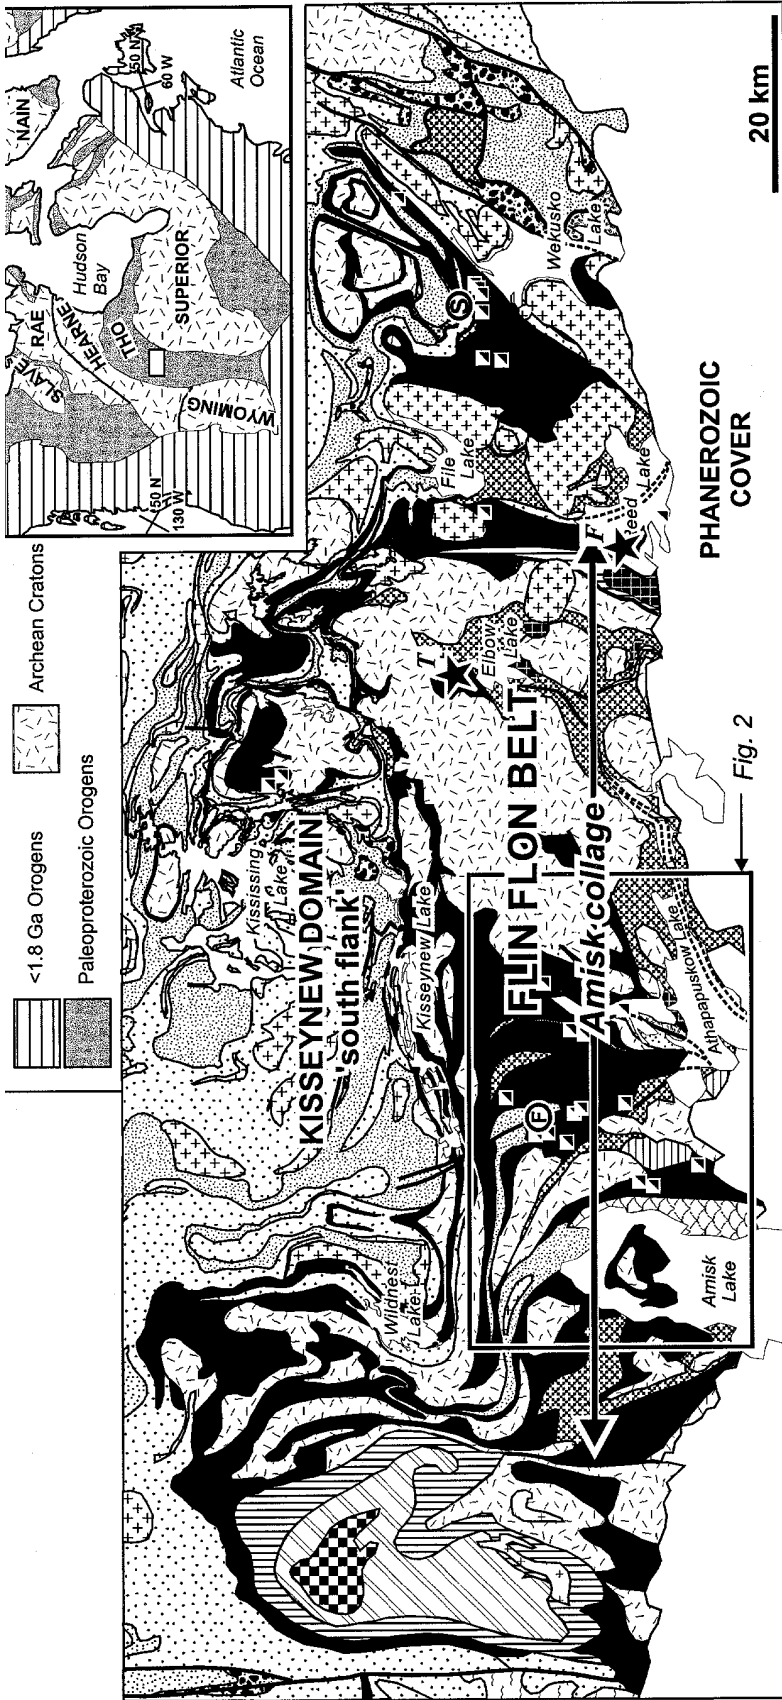 <1.8 Ga Orogens
Paleoproterozoic Orogens
Archean Cratons
50 N
130 W
SLAVE
RAE
HEARNE
THO
WYOMING
SUPERIOR
Hudson
Bay
NAIN
50 N
60 W
Atlantic
Ocean
KISSEYNEW DOMAIN
'south flank'
Kississing
Lake
Kisseynew Lake
Wildnest
Lake
File
Lake
S
Wekusko
Lake
FLIN FLON BELT
Amisk collage
T
Elbow
Lake
F
Reed Lake
F
Athapapuskow Lake
Amisk
Lake
Fig. 2
PHANEROZOIC
COVER
20 km